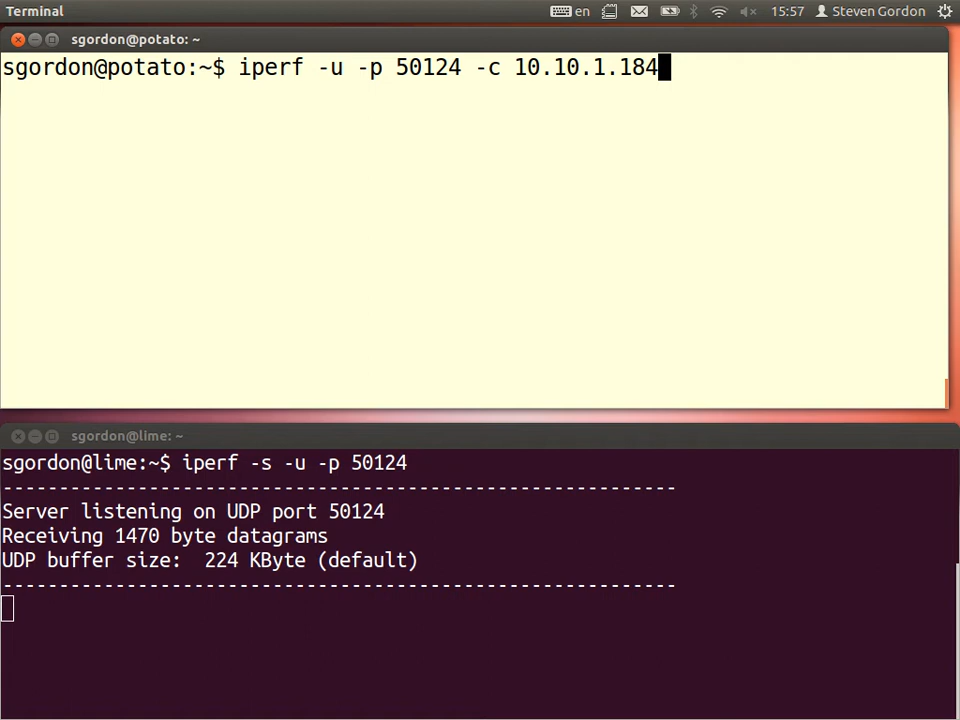 Terminal en 15:57 Steven Gordon
sgordon@potato: ~
sgordon@potato:~$ iperf -u -p 50124 -c 10.10.1.184
sgordon@lime: ~
sgordon@lime:~$ iperf -s -u -p 50124
------------------------------------------------------------
Server listening on UDP port 50124
Receiving 1470 byte datagrams
UDP buffer size:  224 KByte (default)
------------------------------------------------------------